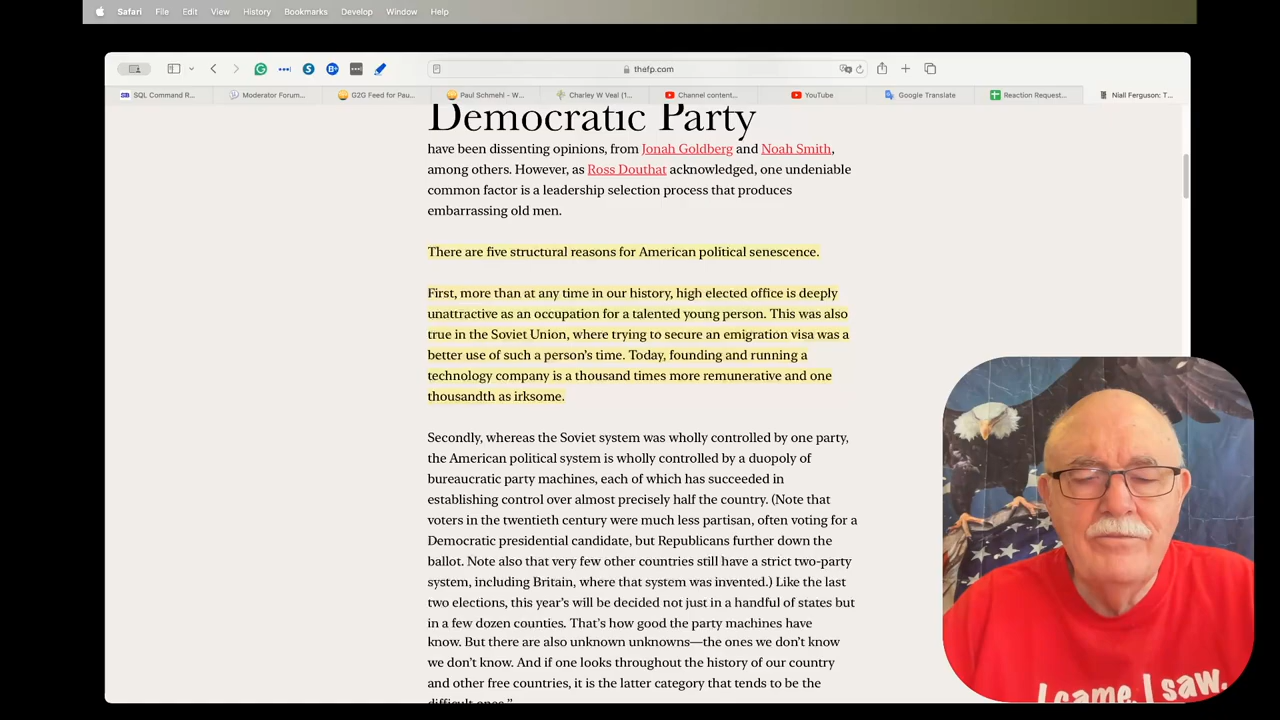 Safari File Edit View History Bookmarks Develop Window Help
thefp.com
SQL Command R... Moderator Forum... G2G Feed for Pau... Paul Schmehl - W... Charley W Veal (1... Channel content... YouTube Google Translate Reaction Request... Niall Ferguson: T...
Democratic Party
have been dissenting opinions, from Jonah Goldberg and Noah Smith,
among others. However, as Ross Douthat acknowledged, one undeniable
common factor is a leadership selection process that produces
embarrassing old men.
There are five structural reasons for American political senescence.
First, more than at any time in our history, high elected office is deeply
unattractive as an occupation for a talented young person. This was also
true in the Soviet Union, where trying to secure an emigration visa was a
better use of such a person's time. Today, founding and running a
technology company is a thousand times more remunerative and one
thousandth as irksome.
Secondly, whereas the Soviet system was wholly controlled by one party,
the American political system is wholly controlled by a duopoly of
bureaucratic party machines, each of which has succeeded in
establishing control over almost precisely half the country. (Note that
voters in the twentieth century were much less partisan, often voting for a
Democratic presidential candidate, but Republicans further down the
ballot. Note also that very few other countries still have a strict two-party
system, including Britain, where that system was invented.) Like the last
two elections, this year's will be decided not just in a handful of states but
in a few dozen counties. That's how good the party machines have
know. But there are also unknown unknowns—the ones we don't know
we don't know. And if one looks throughout the history of our country
and other free countries, it is the latter category that tends to be the
difficult ones."
I came, I saw,